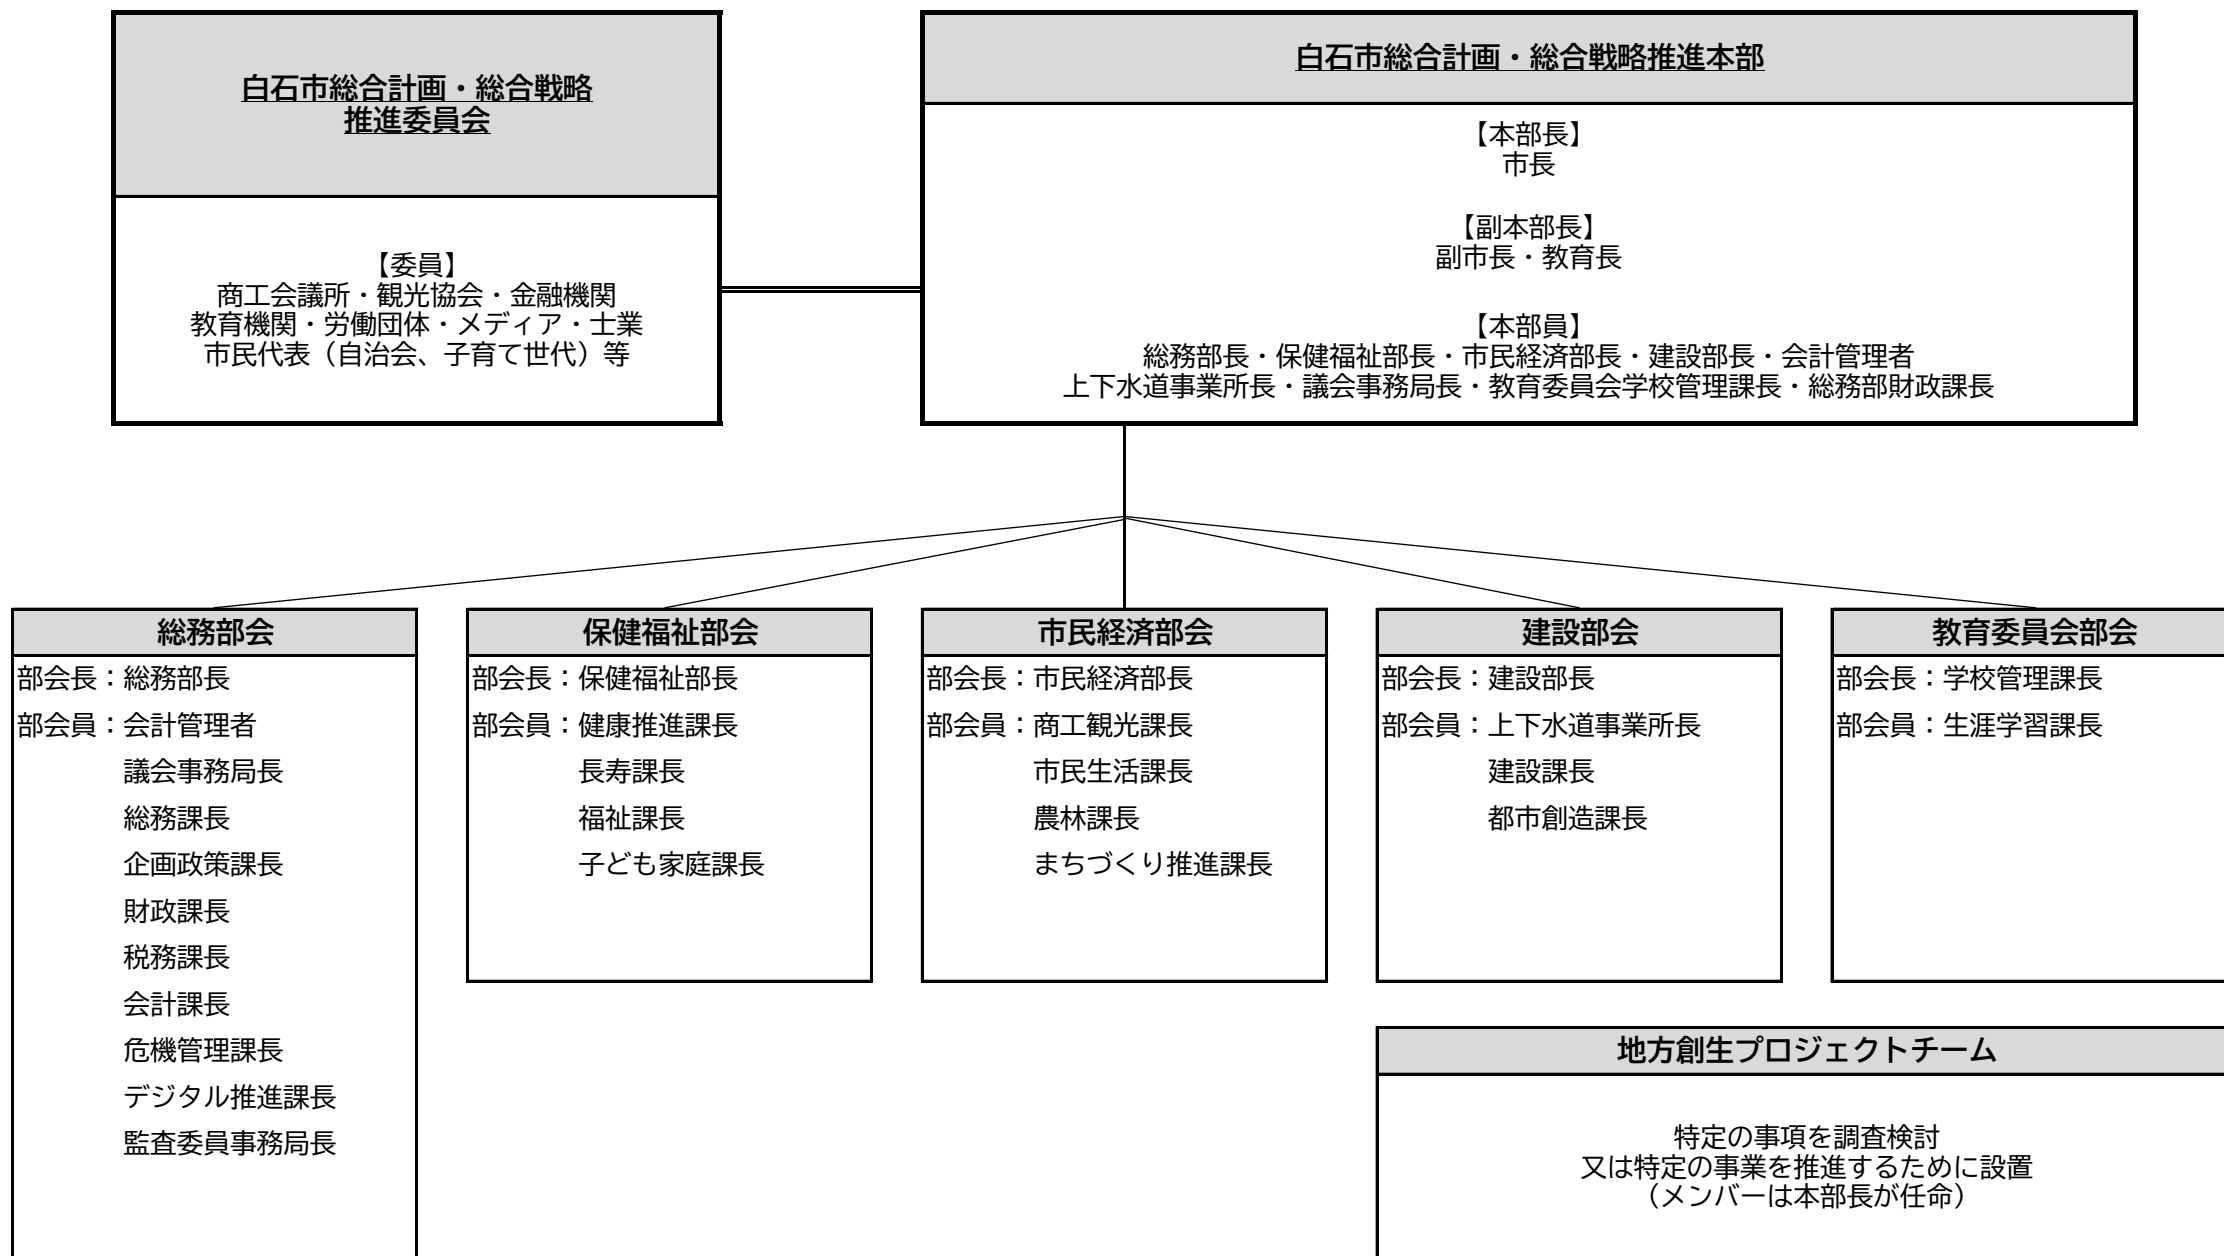 白石市総合計画・総合戦略
推進委員会
【委員】
商工会議所・観光協会・金融機関
教育機関・労働団体・メディア・士業
市民代表（自治会、子育て世代）等
白石市総合計画・総合戦略推進本部
【本部長】
市長
【副本部長】
副市長・教育長
【本部員】
総務部長・保健福祉部長・市民経済部長・建設部長・会計管理者
上下水道事業所長・議会事務局長・教育委員会学校管理課長・総務部財政課長
総務部会
部会長：総務部長
部会員：会計管理者
議会事務局長
総務課長
企画政策課長
財政課長
税務課長
会計課長
危機管理課長
デジタル推進課長
監査委員事務局長
保健福祉部会
部会長：保健福祉部長
部会員：健康推進課長
長寿課長
福祉課長
子ども家庭課長
市民経済部会
部会長：市民経済部長
部会員：商工観光課長
市民生活課長
農林課長
まちづくり推進課長
建設部会
部会長：建設部長
部会員：上下水道事業所長
建設課長
都市創造課長
教育委員会部会
部会長：学校管理課長
部会員：生涯学習課長
地方創生プロジェクトチーム
特定の事項を調査検討
又は特定の事業を推進するために設置
（メンバーは本部長が任命）